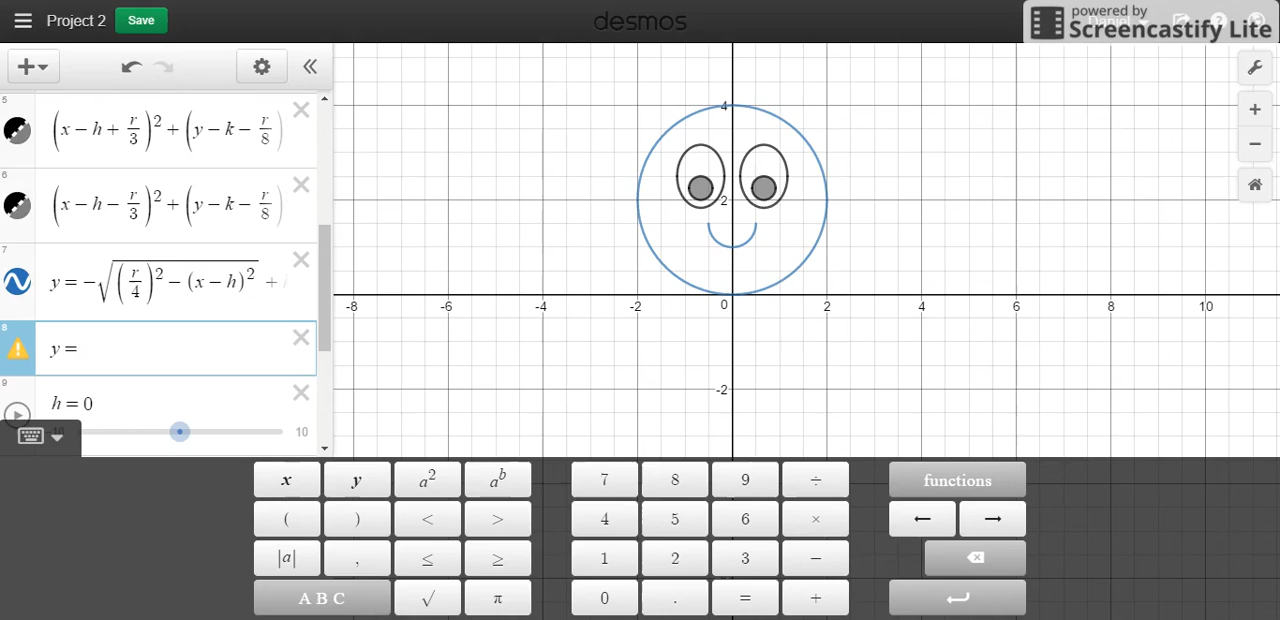 Project 2 Save desmos powered by Screencastify Lite
5 (x − h + r/3)² + (y − k − r/8)
6 (x − h − r/3)² + (y − k − r/8)
7 y = −√((r/4)² − (x − h)²) +
8 y =
9 h = 0
10
4
2
-8 -6 -4 -2 0 2 4 6 8 10
-2
x y a² aᵇ 7 8 9 ÷ functions
( ) < > 4 5 6 × ← →
|a| , ≤ ≥ 1 2 3 −
A B C √ π 0 . = +